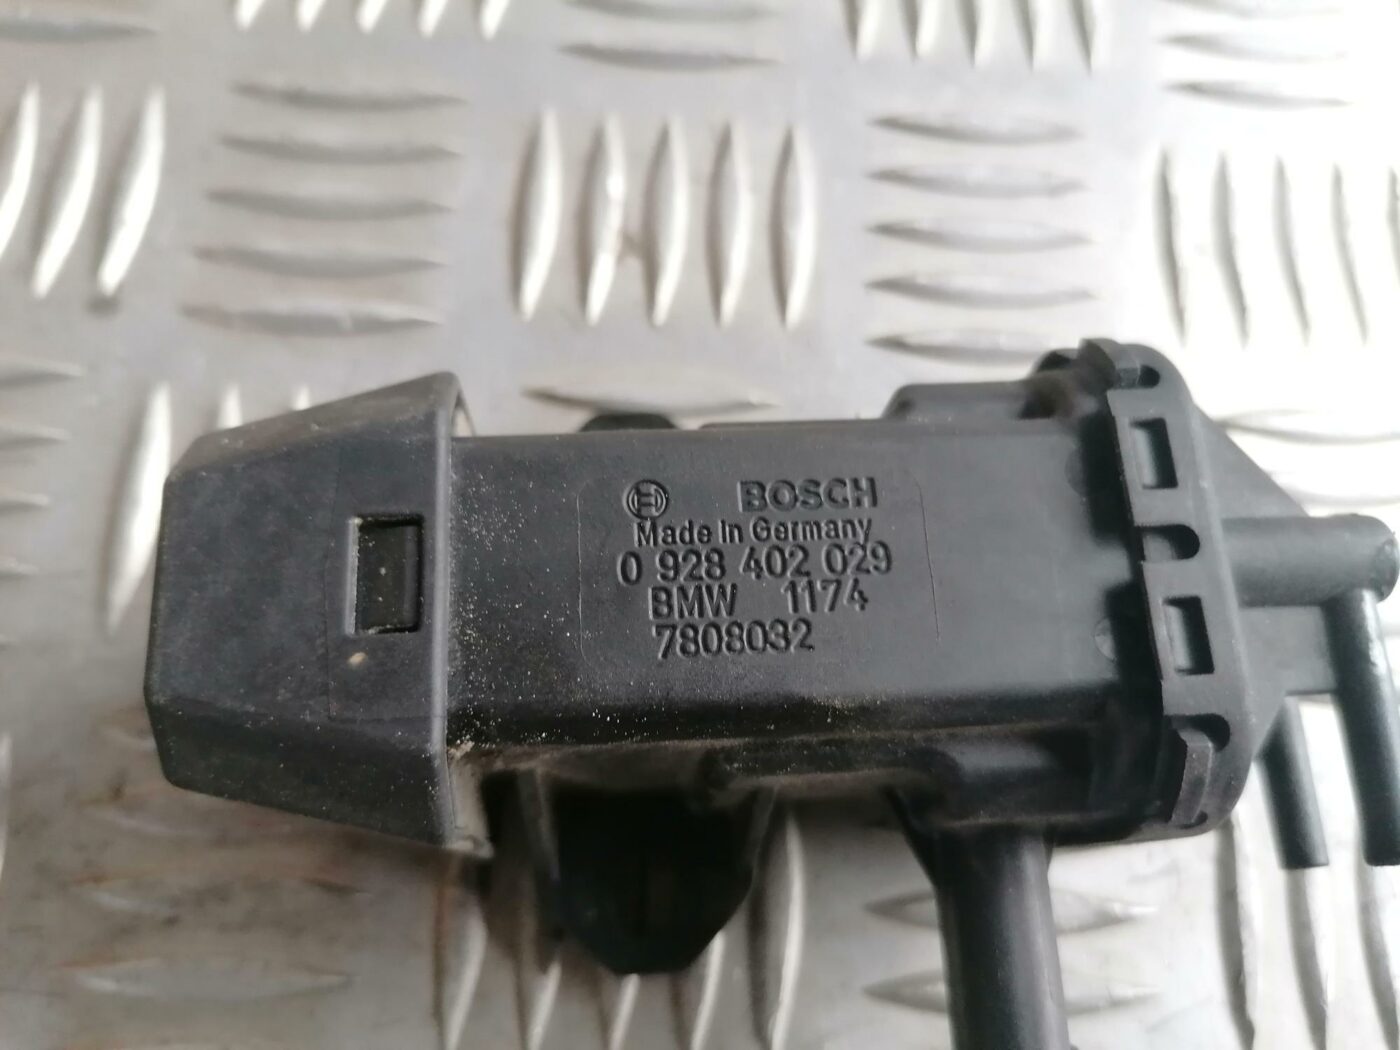 BOSCH
Made in Germany
0 928 402 029
BMW 1174
7808032